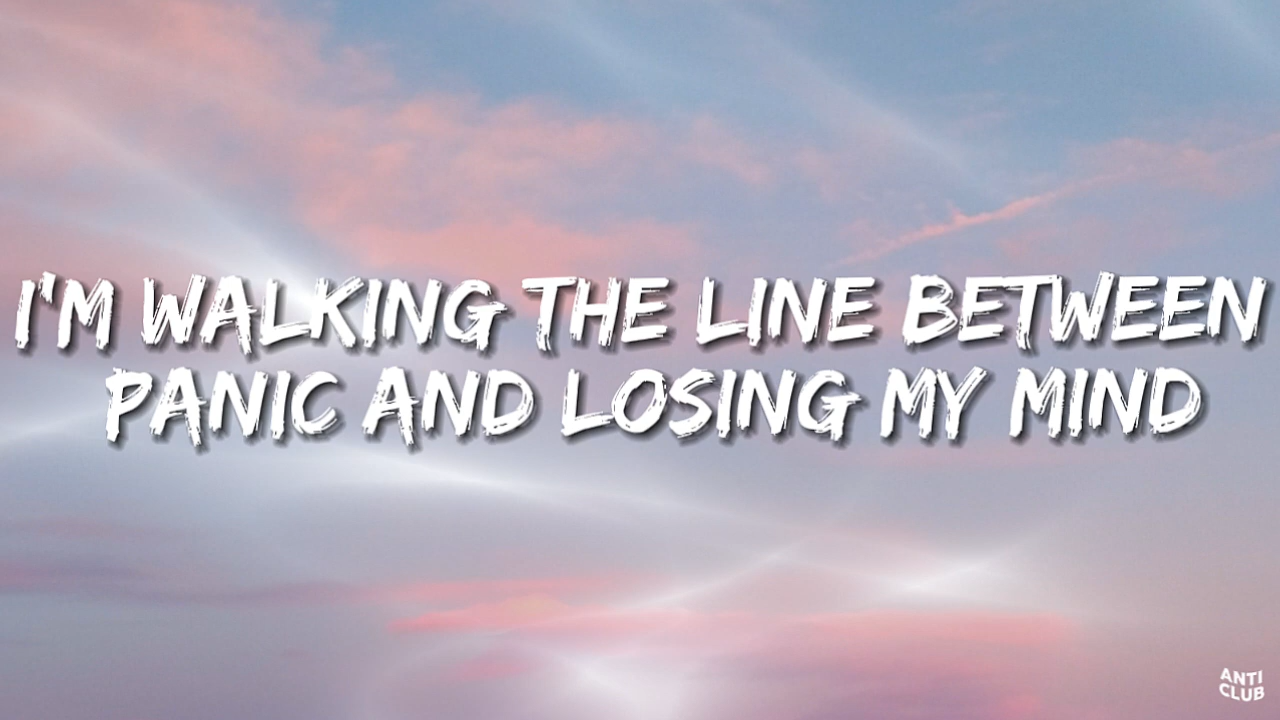 I'M WALKING THE LINE BETWEEN
PANIC AND LOSING MY MIND
ANTI
CLUB